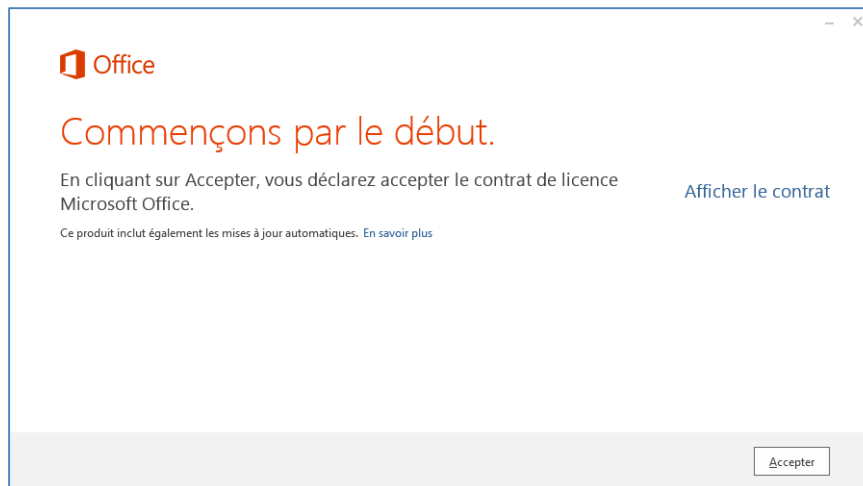 Office
Commençons par le début.
En cliquant sur Accepter, vous déclarez accepter le contrat de licence
Microsoft Office.
Afficher le contrat
Ce produit inclut également les mises à jour automatiques. En savoir plus
Accepter